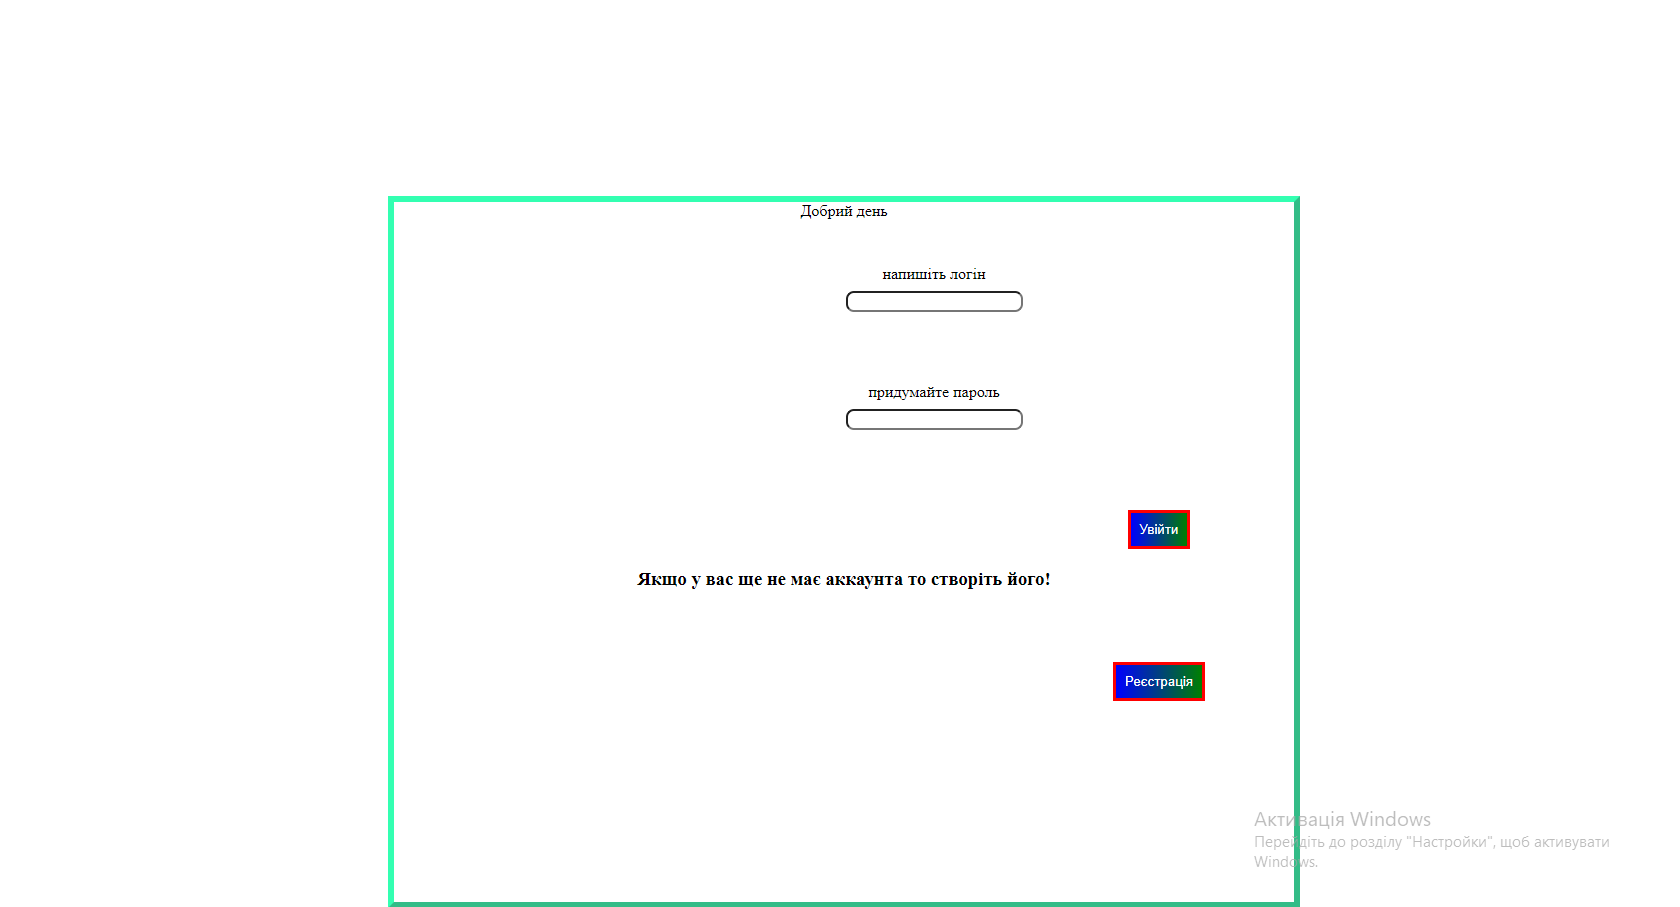 Добрий день
напишіть логін
придумайте пароль
Увійти
Якщо у вас ще не має аккаунта то створіть його!
Реєстрація
Активація Windows
Перейдіть до розділу "Настройки", щоб активувати
Windows.